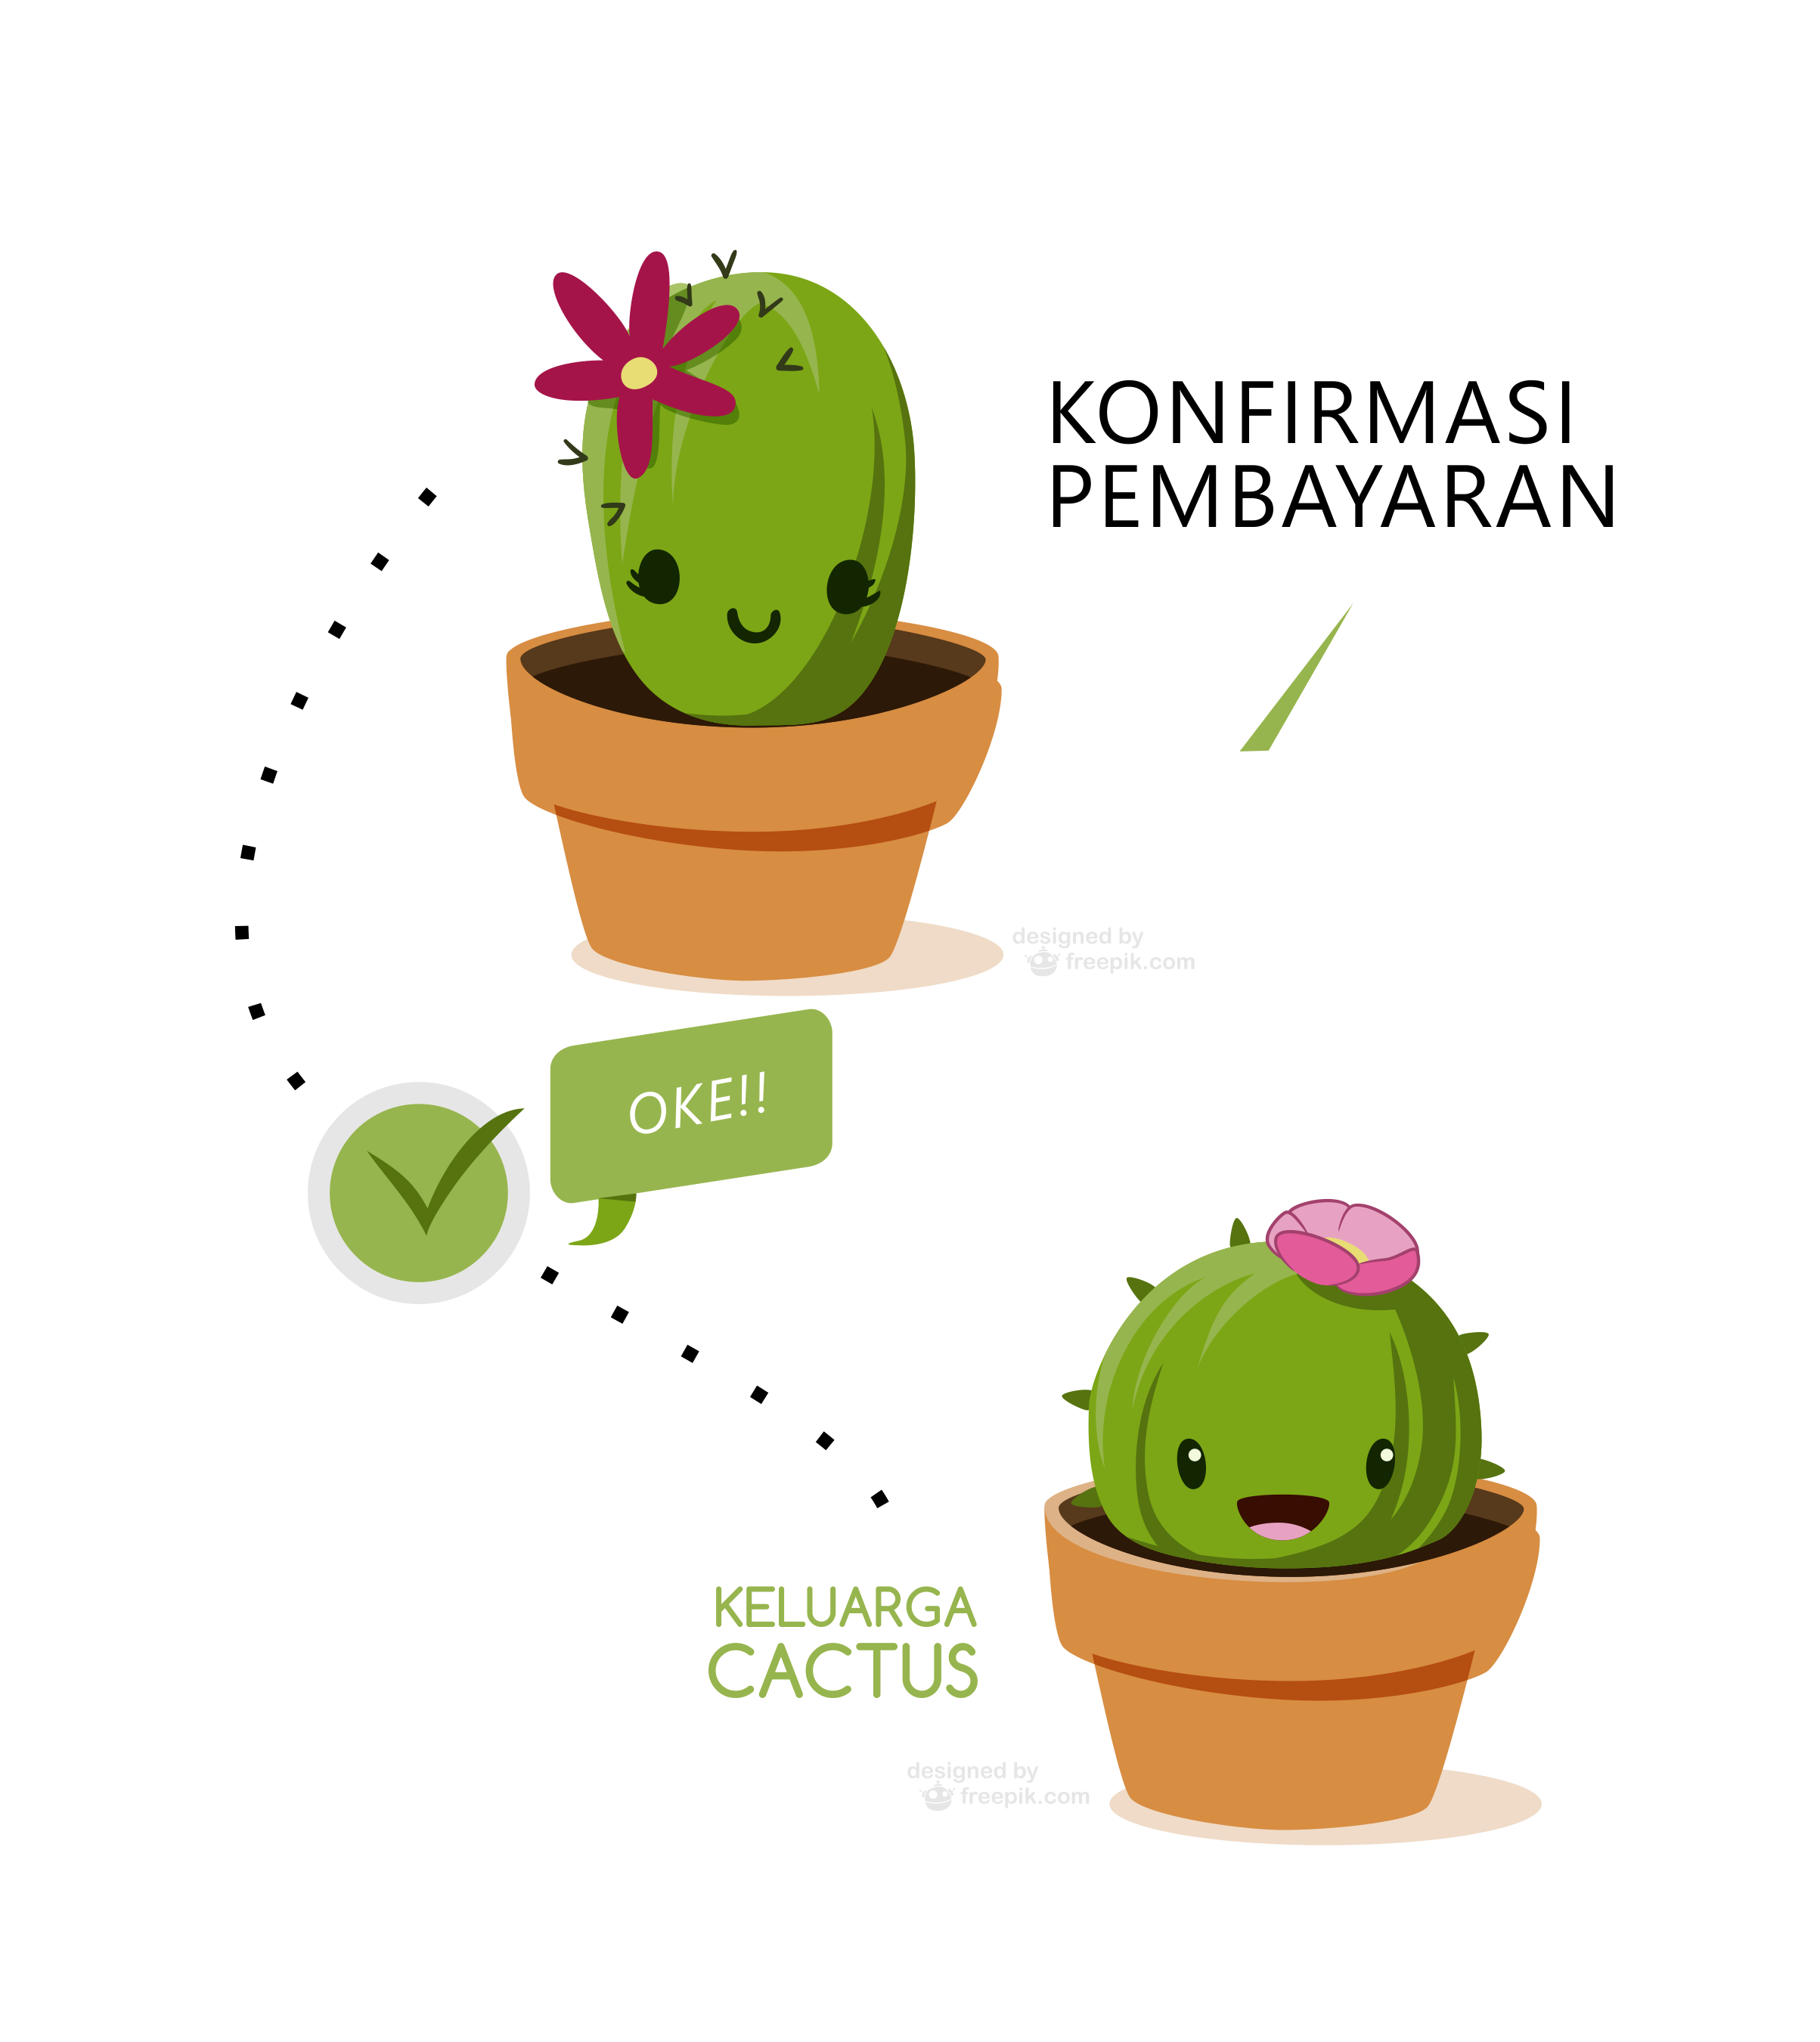 KONFIRMASI
PEMBAYARAN
designed by
freepik.com
OKE!!
KELUARGA
CACTUS
designed by
freepik.com